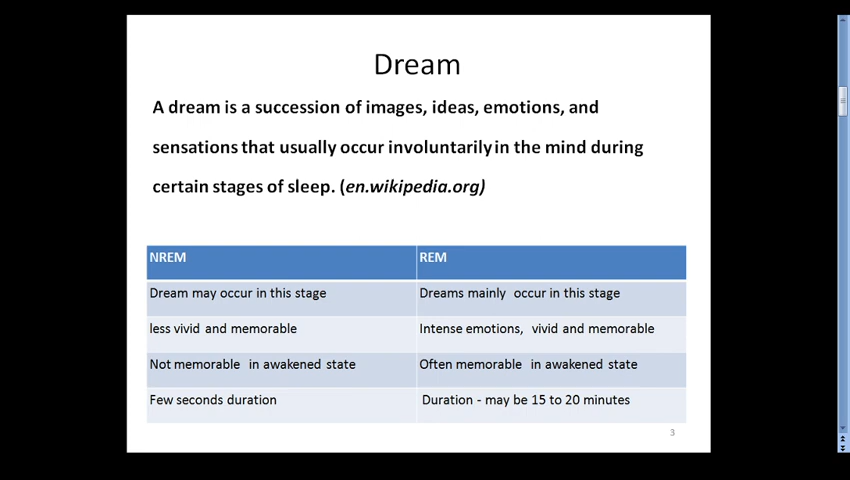 Dream
A dream is a succession of images, ideas, emotions, and
sensations that usually occur involuntarily in the mind during
certain stages of sleep. (en.wikipedia.org)
NREM REM
Dream may occur in this stage Dreams mainly occur in this stage
less vivid and memorable Intense emotions, vivid and memorable
Not memorable in awakened state Often memorable in awakened state
Few seconds duration Duration - may be 15 to 20 minutes
3